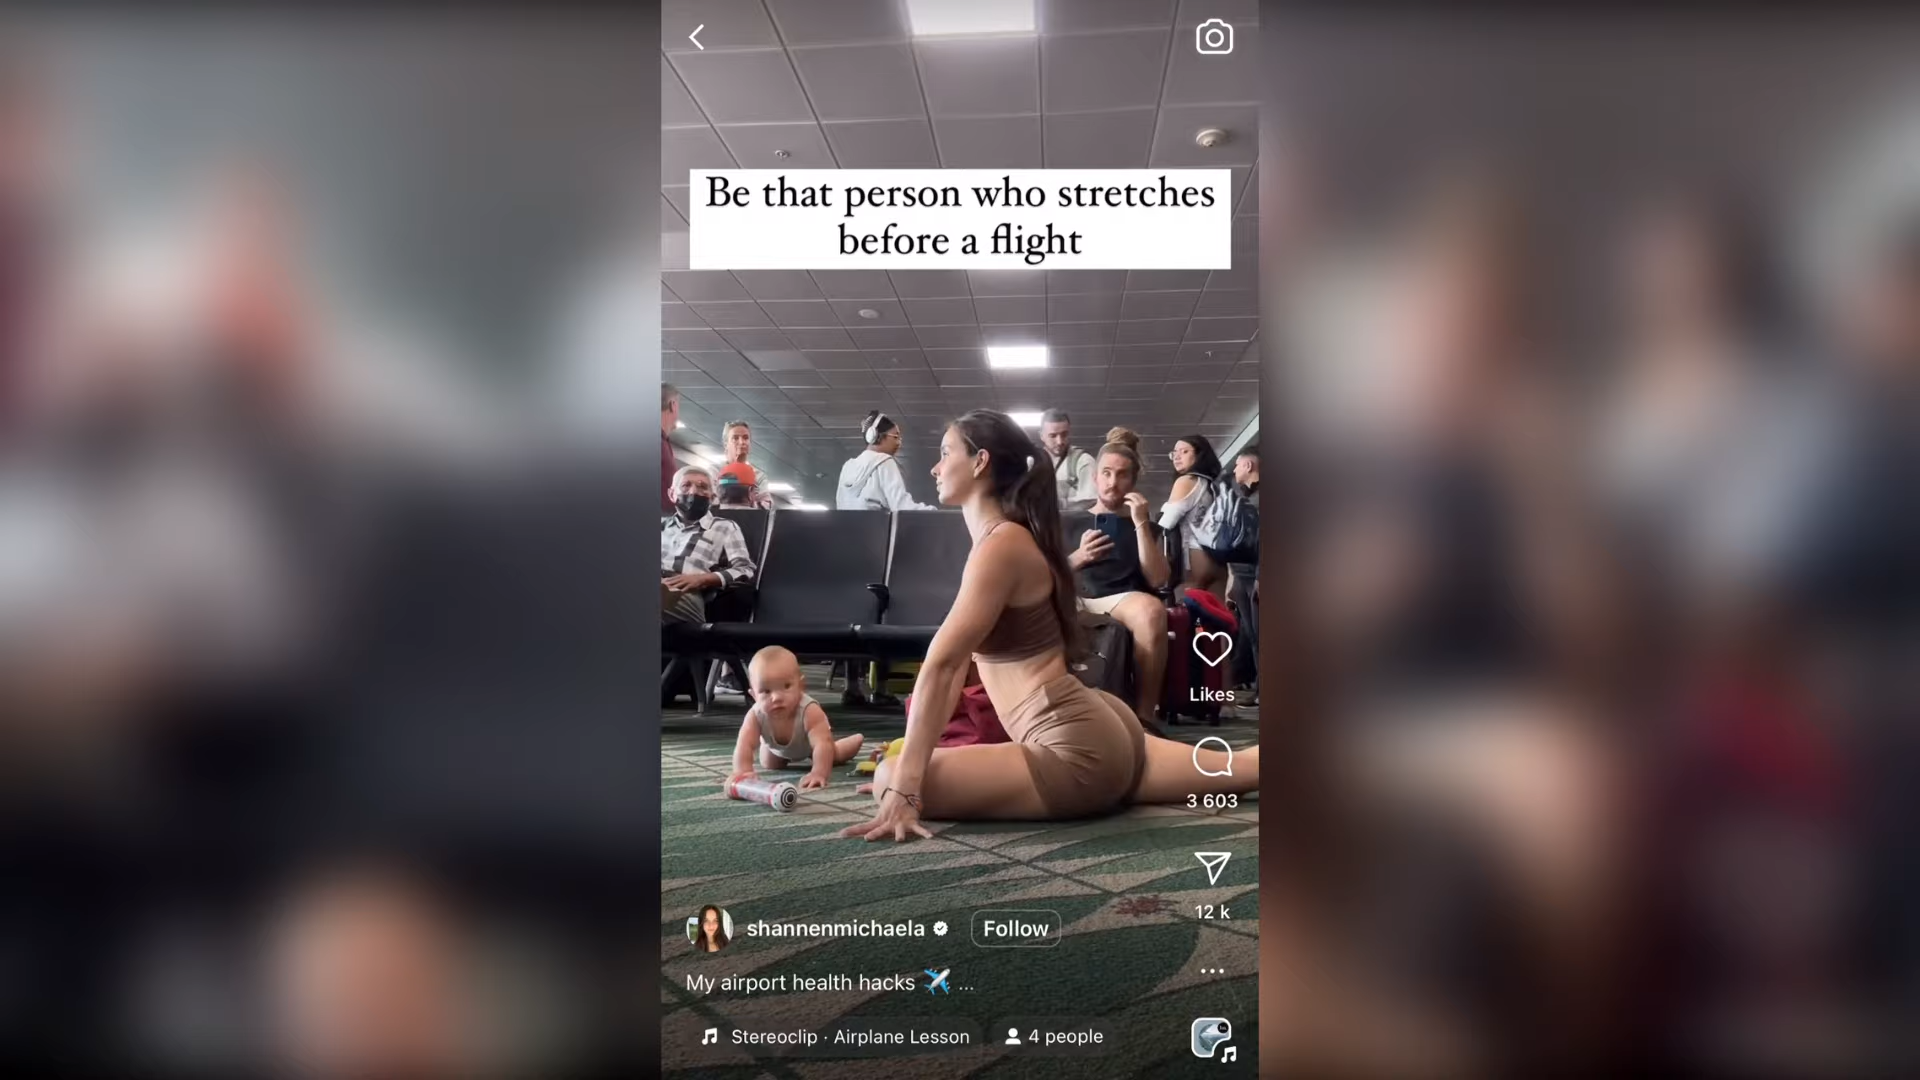 Be that person who stretches
before a flight
Likes
3 603
12 k
shannenmichaela
Follow
My airport health hacks ✈️ ...
Stereoclip · Airplane Lesson
4 people